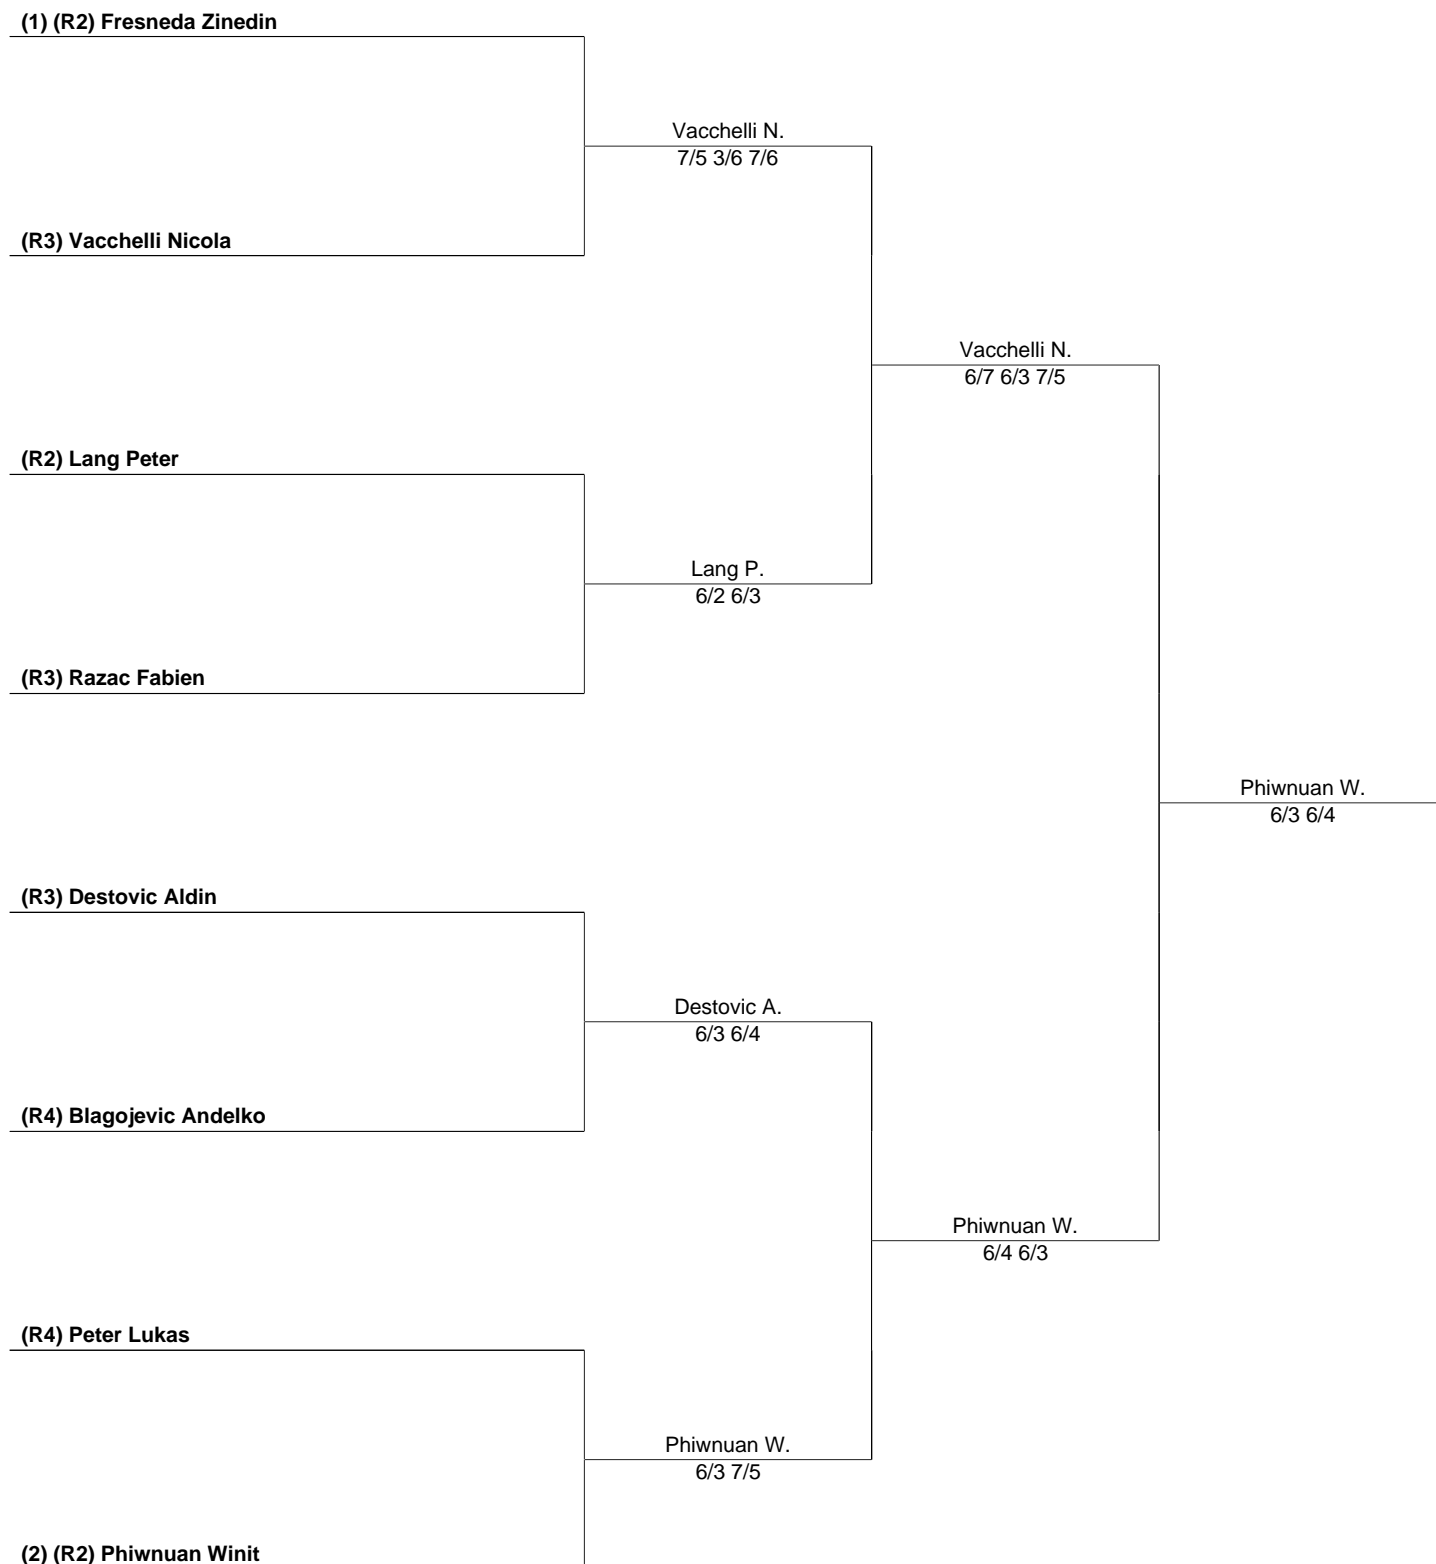 (1) (R2) Fresneda Zinedin
Vacchelli N.
7/5 3/6 7/6
(R3) Vacchelli Nicola
Vacchelli N.
6/7 6/3 7/5
(R2) Lang Peter
Lang P.
6/2 6/3
(R3) Razac Fabien
Phiwnuan W.
6/3 6/4
(R3) Destovic Aldin
Destovic A.
6/3 6/4
(R4) Blagojevic Andelko
Phiwnuan W.
6/4 6/3
(R4) Peter Lukas
Phiwnuan W.
6/3 7/5
(2) (R2) Phiwnuan Winit